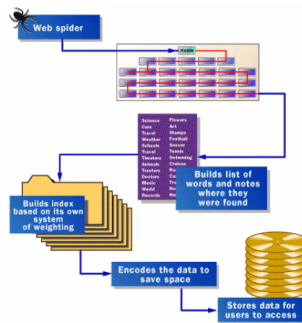 Web spider
Science Flowers
Cars Art
Travel Stamps
Weather Football
Schools Soccer
Travel Tennis
Theaters Swimming
Animals Cruises
Tractors
Doctors
Music
World
Records
Builds list of
words and notes
where they
were found
Builds index
based on its own
system
of weighting
Encodes the data to
save space
Stores data for
users to access